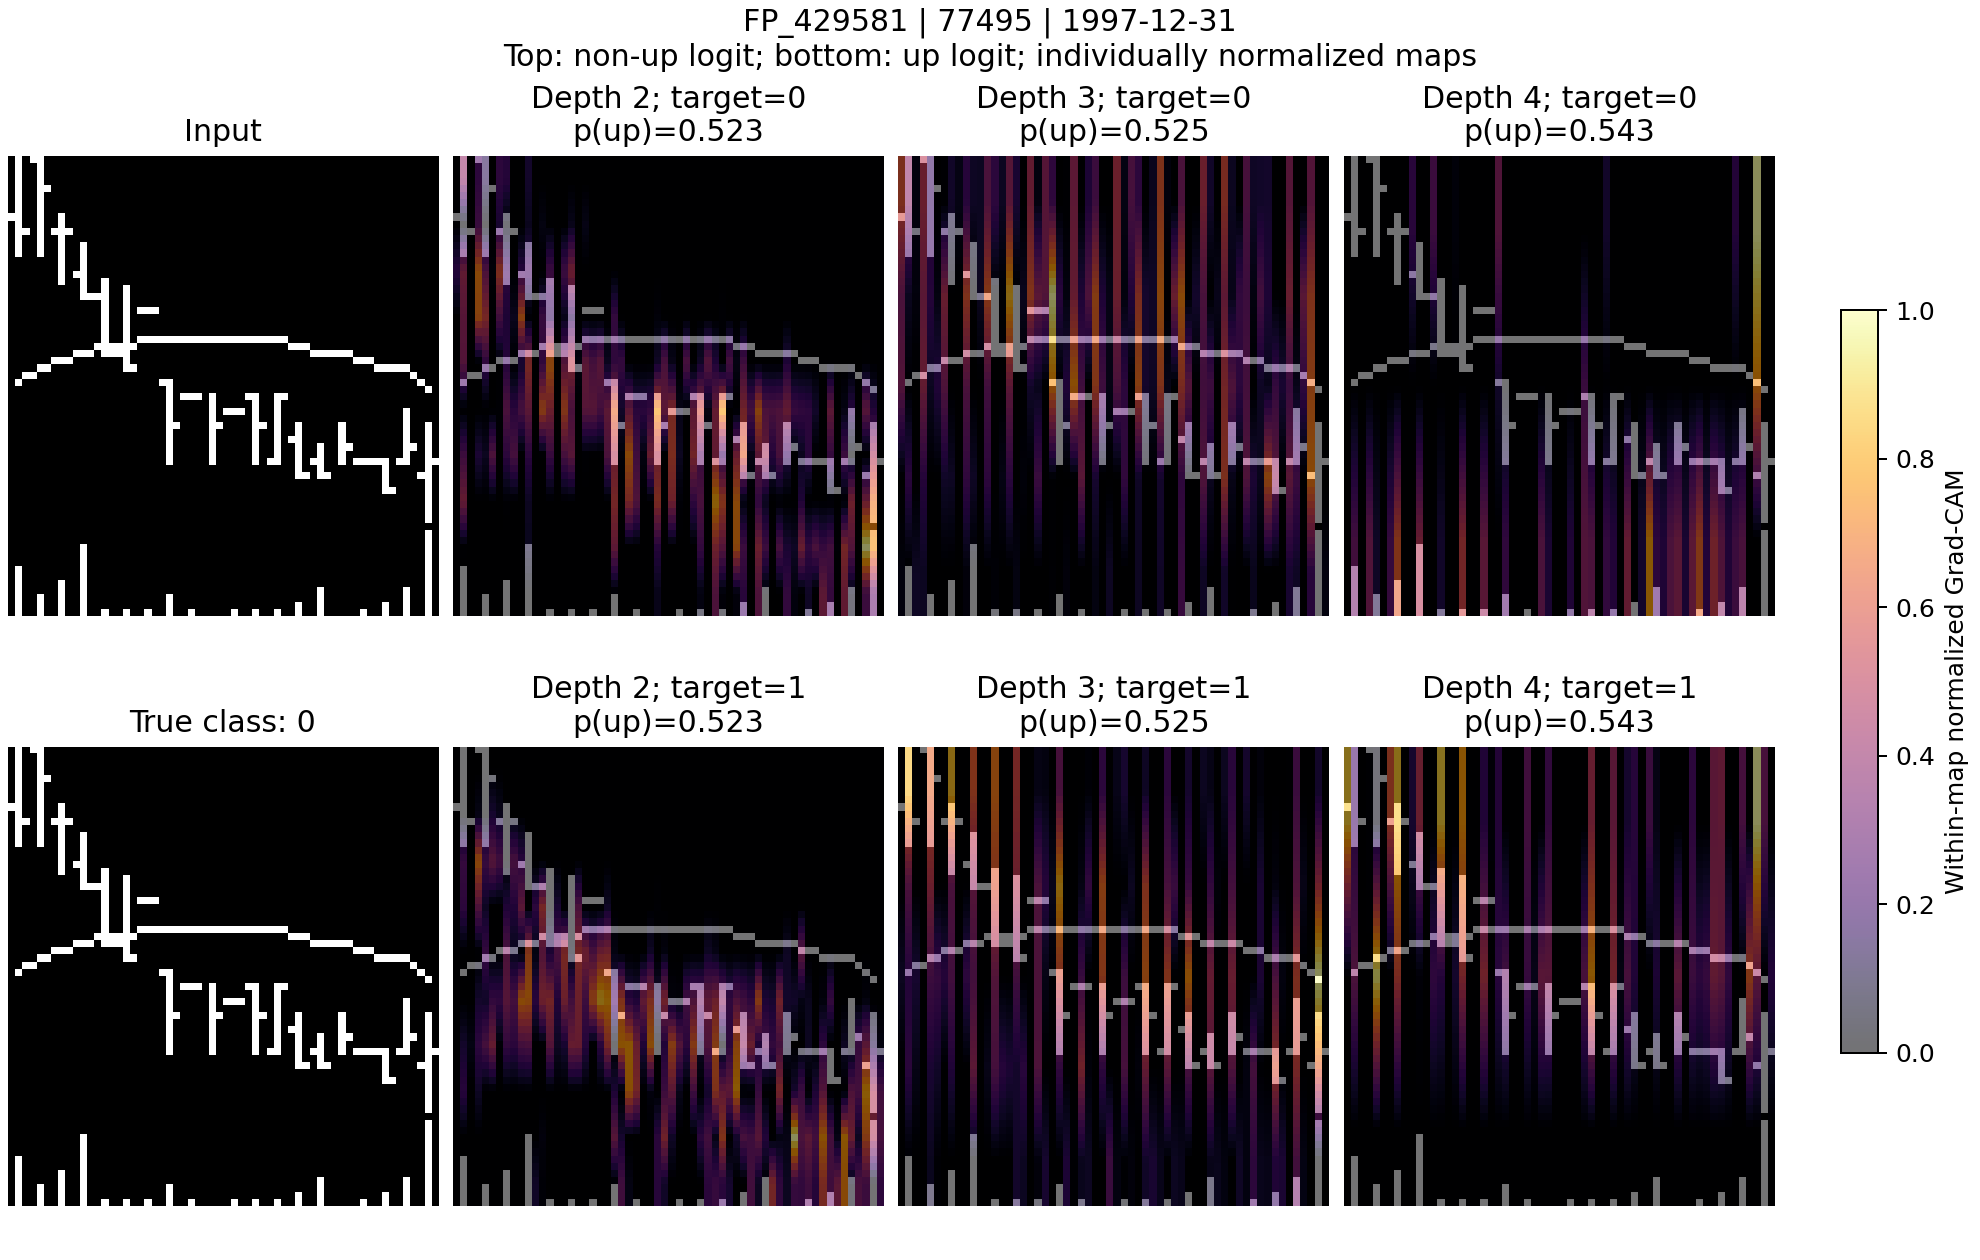 FP_429581 | 77495 | 1997-12-31
Top: non-up logit; bottom: up logit; individually normalized maps
Input
Depth 2; target=0
p(up)=0.523
Depth 3; target=0
p(up)=0.525
Depth 4; target=0
p(up)=0.543
True class: 0
Depth 2; target=1
p(up)=0.523
Depth 3; target=1
p(up)=0.525
Depth 4; target=1
p(up)=0.543
1.0
0.8
0.6
0.4
0.2
0.0
Within-map normalized Grad-CAM